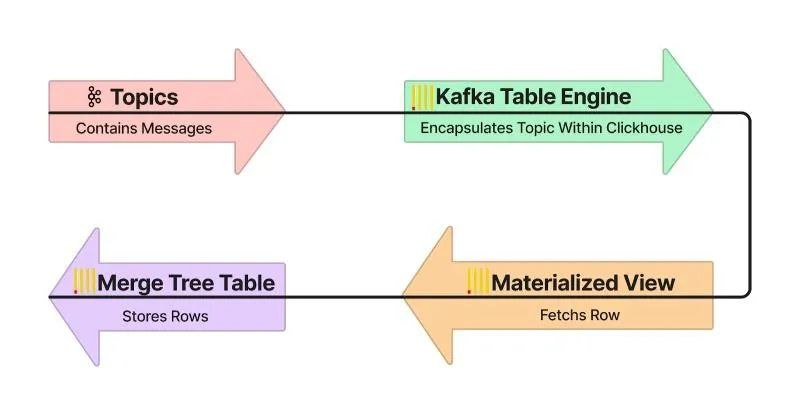 Topics
Contains Messages
Kafka Table Engine
Encapsulates Topic Within Clickhouse
Materialized View
Fetchs Row
Merge Tree Table
Stores Rows